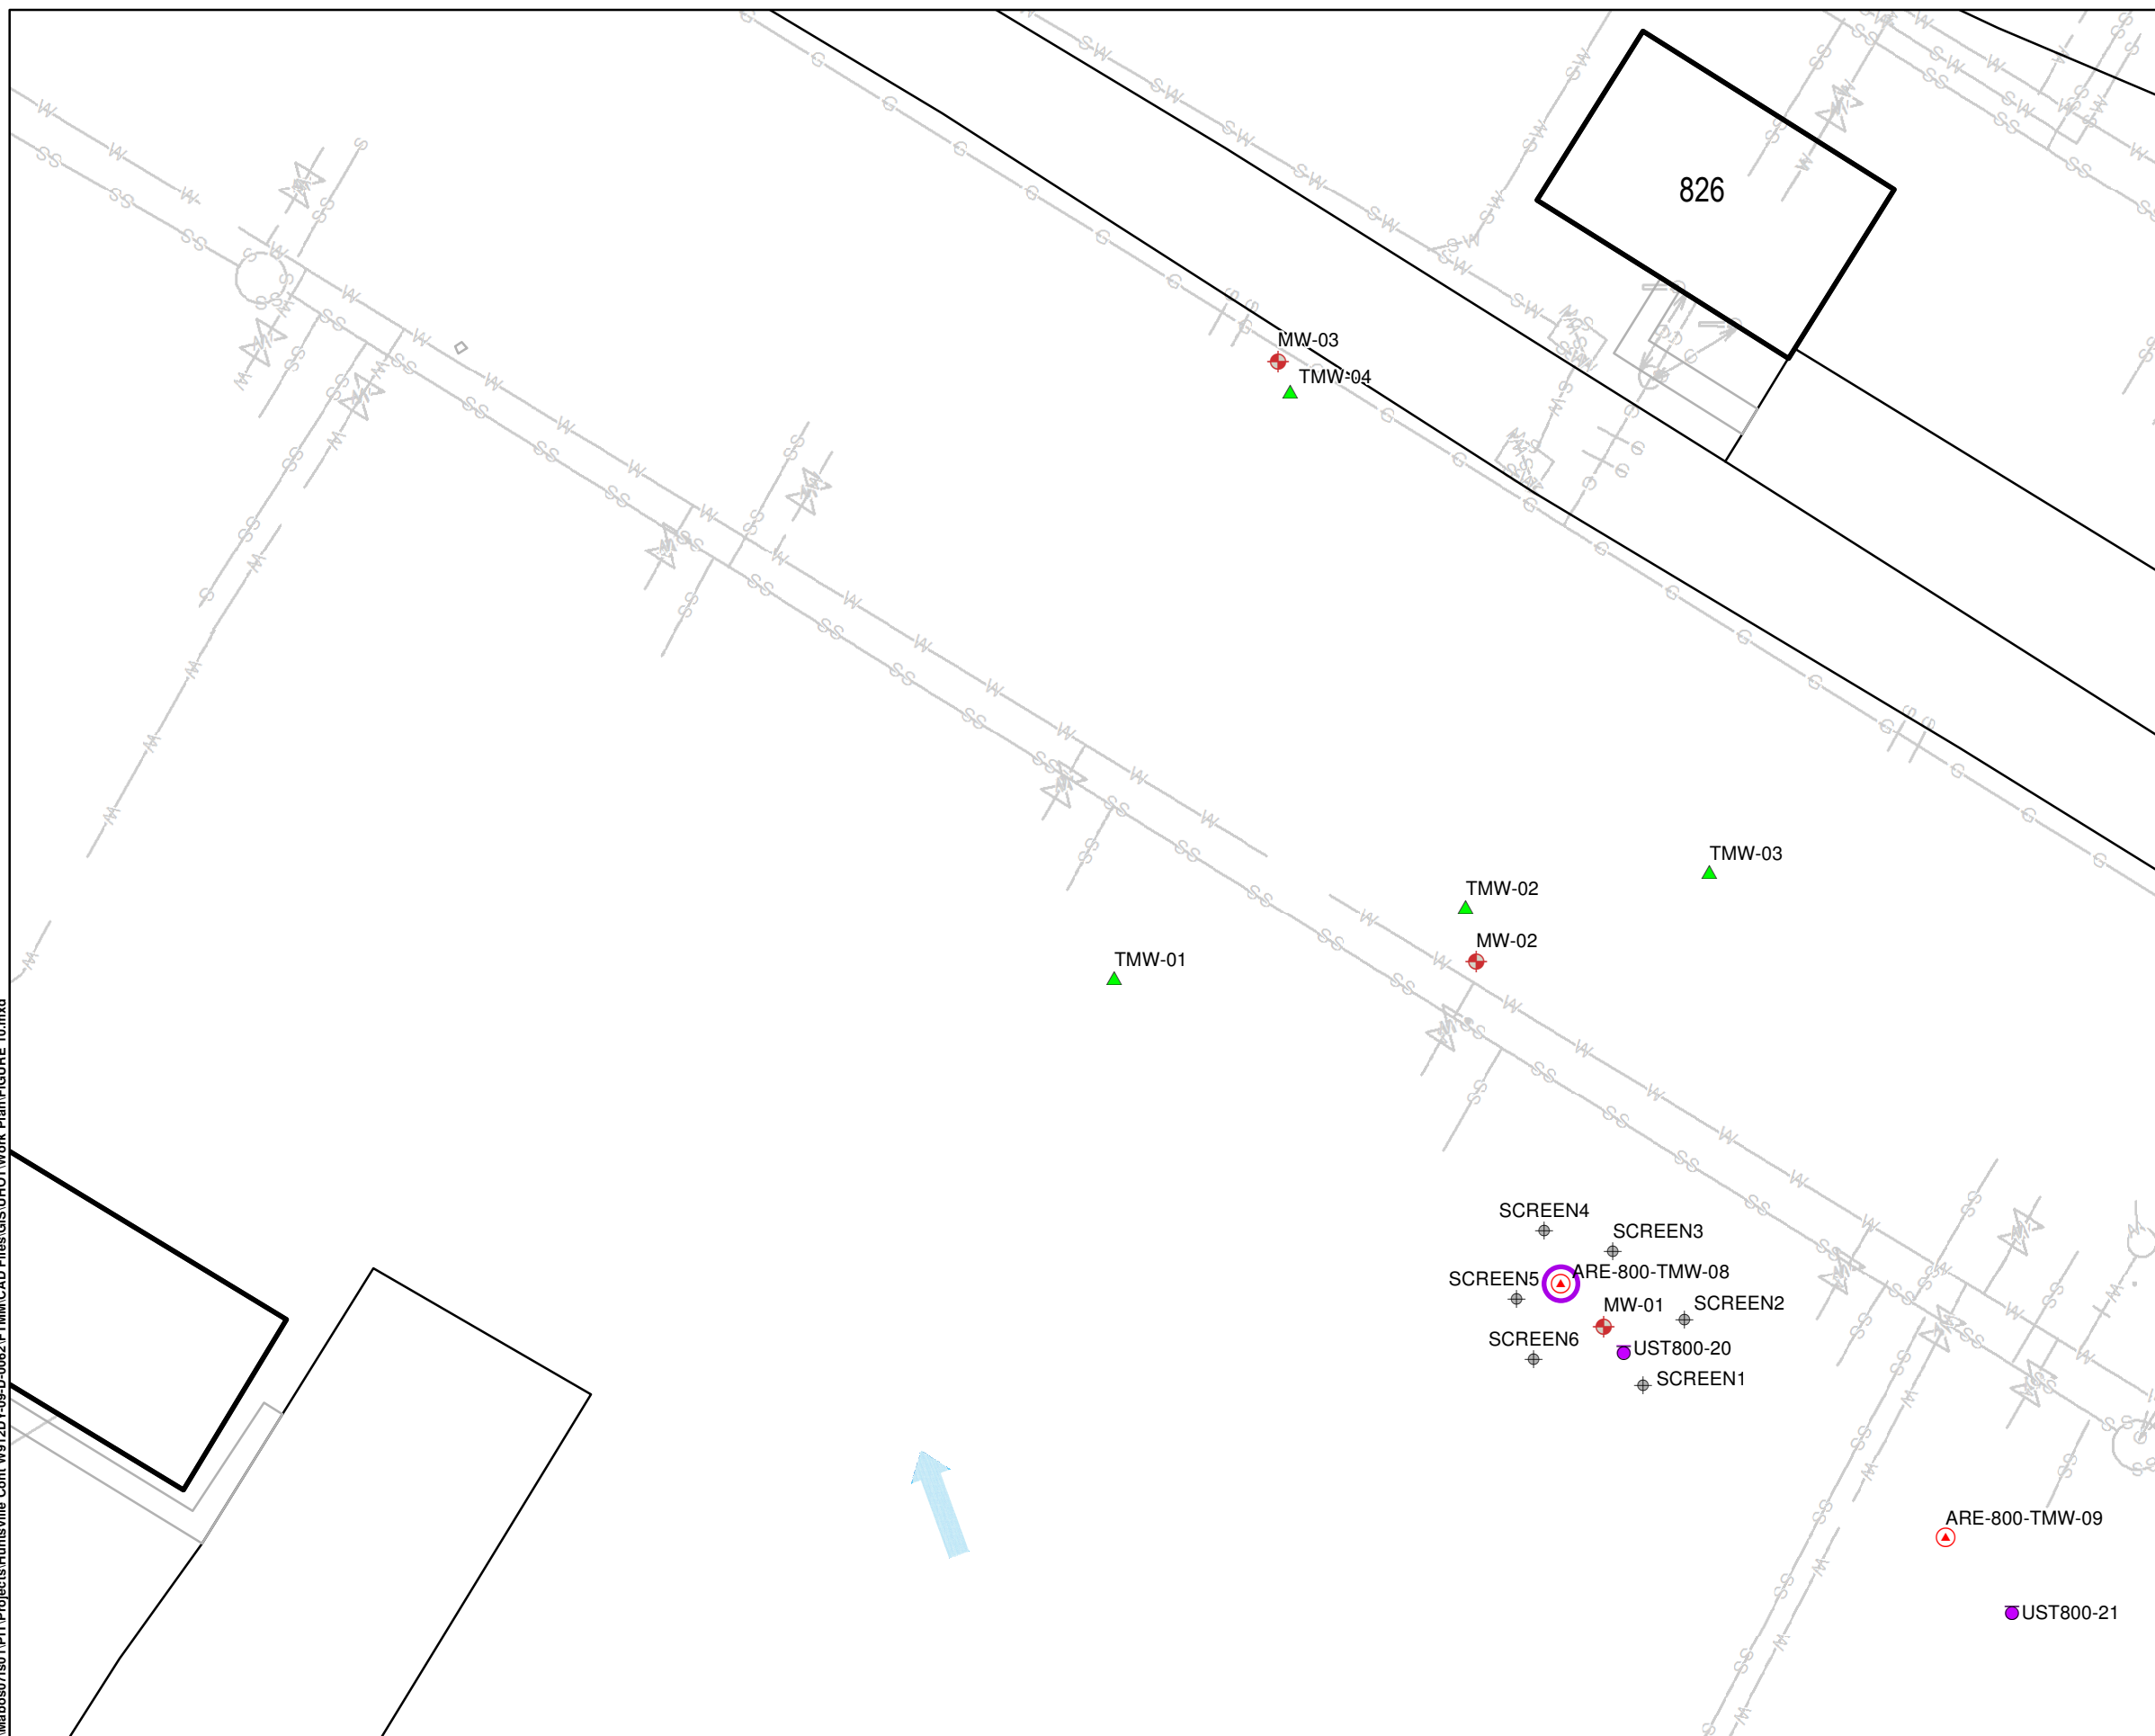 826
MW-03
TMW-04
TMW-03
TMW-02
MW-02
TMW-01
SCREEN4
SCREEN3
ARE-800-TMW-08
SCREEN5
MW-01
SCREEN2
SCREEN6
UST800-20
SCREEN1
ARE-800-TMW-09
UST800-21